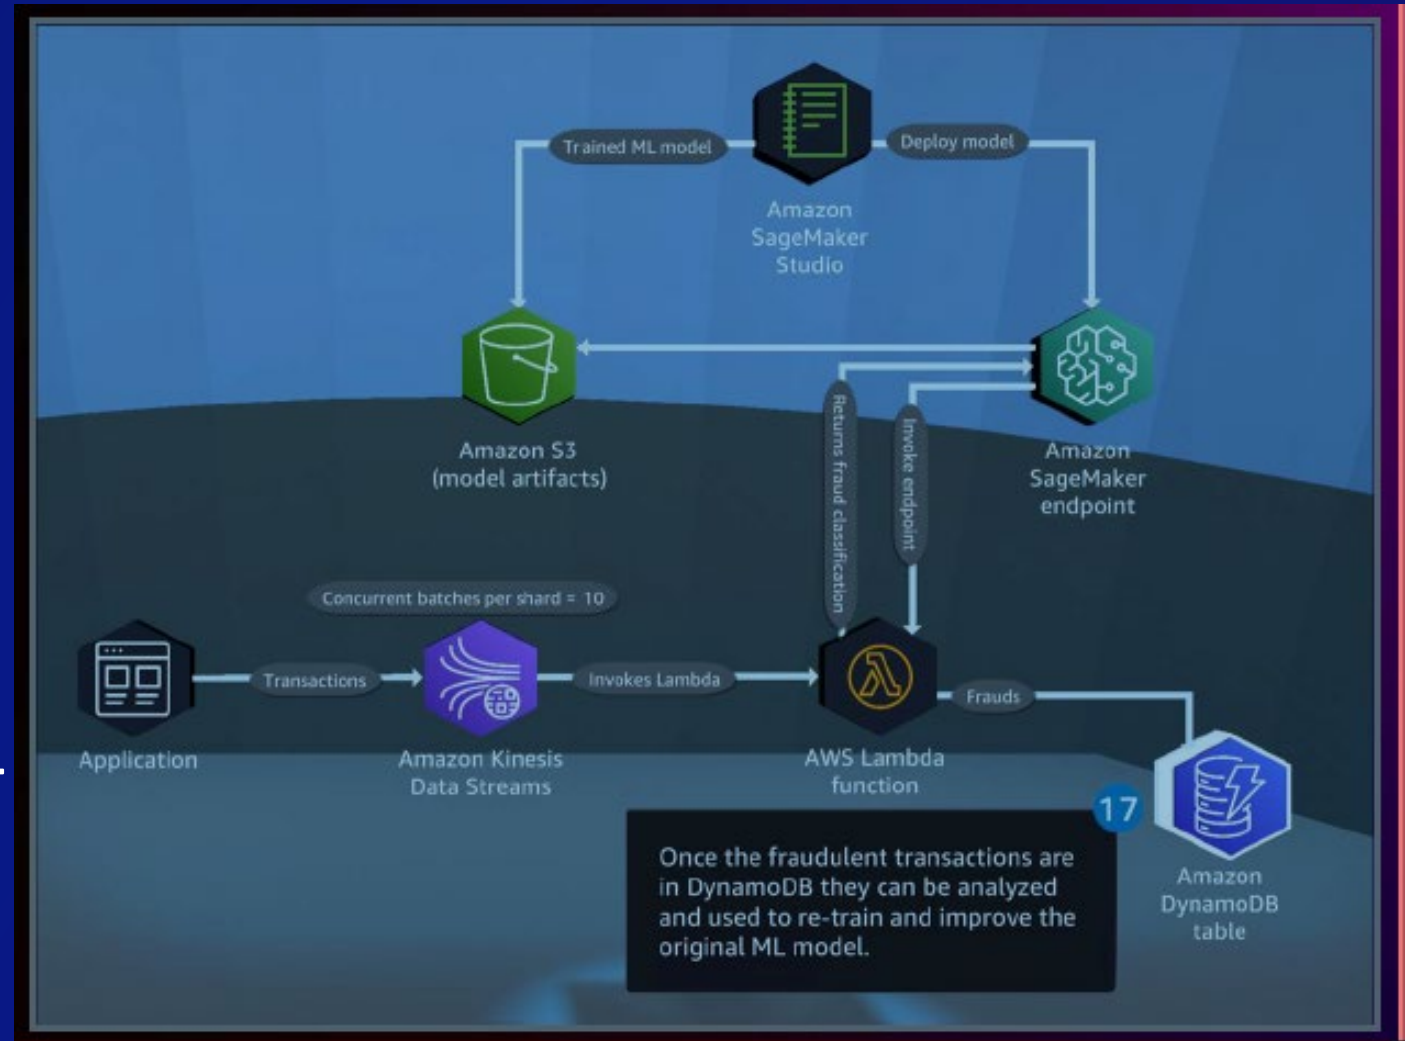 Trained ML model
Deploy model
Amazon
SageMaker
Studio
Amazon S3
(model artifacts)
Returns fraud classification
Invoke endpoint
Amazon
SageMaker
endpoint
Concurrent batches per shard = 10
Transactions
Invokes Lambda
Frauds
Application
Amazon Kinesis
Data Streams
AWS Lambda
function
17
Once the fraudulent transactions are
in DynamoDB they can be analyzed
and used to re-train and improve the
original ML model.
Amazon
DynamoDB
table